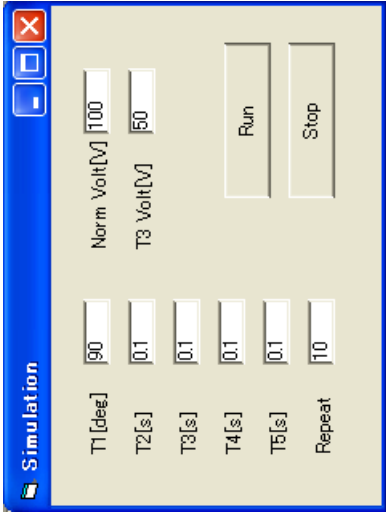 Simulation
T1[deg] 90 Norm Volt[V] 100
T2[s] 0.1 T3 Volt[V] 50
T3[s] 0.1
T4[s] 0.1 Run
T5[s] 0.1 Stop
Repeat 10